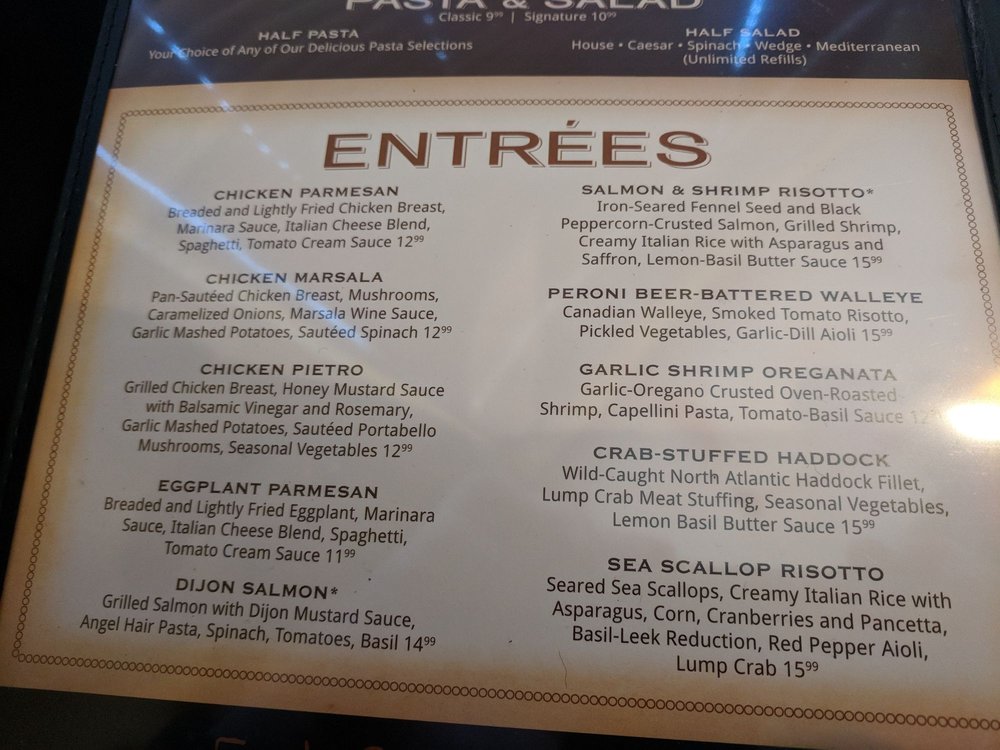 PASTA & SALAD
Classic 9⁹⁹ | Signature 10⁹⁹
HALF PASTA
Your Choice of Any of Our Delicious Pasta Selections
HALF SALAD
House • Caesar • Spinach • Wedge • Mediterranean
(Unlimited Refills)
ENTRÉES
CHICKEN PARMESAN
Breaded and Lightly Fried Chicken Breast,
Marinara Sauce, Italian Cheese Blend,
Spaghetti, Tomato Cream Sauce 12⁹⁹
CHICKEN MARSALA
Pan-Sautéed Chicken Breast, Mushrooms,
Caramelized Onions, Marsala Wine Sauce,
Garlic Mashed Potatoes, Sautéed Spinach 12⁹⁹
CHICKEN PIETRO
Grilled Chicken Breast, Honey Mustard Sauce
with Balsamic Vinegar and Rosemary,
Garlic Mashed Potatoes, Sautéed Portabello
Mushrooms, Seasonal Vegetables 12⁹⁹
EGGPLANT PARMESAN
Breaded and Lightly Fried Eggplant, Marinara
Sauce, Italian Cheese Blend, Spaghetti,
Tomato Cream Sauce 11⁹⁹
DIJON SALMON*
Grilled Salmon with Dijon Mustard Sauce,
Angel Hair Pasta, Spinach, Tomatoes, Basil 14⁹⁹
SALMON & SHRIMP RISOTTO*
Iron-Seared Fennel Seed and Black
Peppercorn-Crusted Salmon, Grilled Shrimp,
Creamy Italian Rice with Asparagus and
Saffron, Lemon-Basil Butter Sauce 15⁹⁹
PERONI BEER-BATTERED WALLEYE
Canadian Walleye, Smoked Tomato Risotto,
Pickled Vegetables, Garlic-Dill Aioli 15⁹⁹
GARLIC SHRIMP OREGANATA
Garlic-Oregano Crusted Oven-Roasted
Shrimp, Capellini Pasta, Tomato-Basil Sauce
CRAB-STUFFED HADDOCK
Wild-Caught North Atlantic Haddock Fillet,
Lump Crab Meat Stuffing, Seasonal Vegetables,
Lemon Basil Butter Sauce 15⁹⁹
SEA SCALLOP RISOTTO
Seared Sea Scallops, Creamy Italian Rice with
Asparagus, Corn, Cranberries and Pancetta,
Basil-Leek Reduction, Red Pepper Aioli,
Lump Crab 15⁹⁹